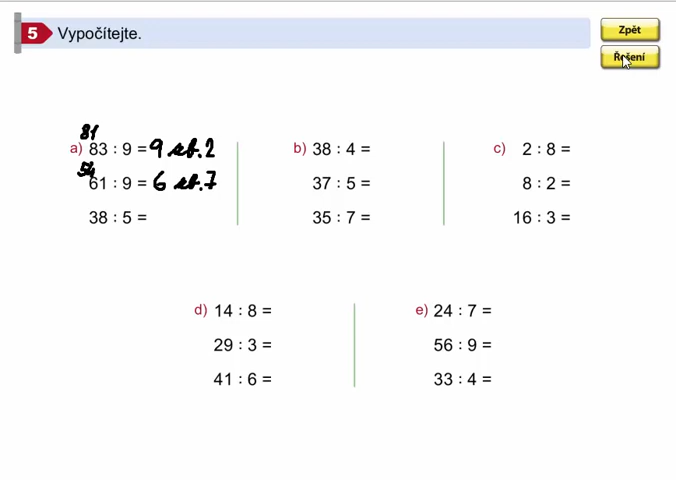 5 Vypočítejte.
Zpět
Řešení
81
a) 83 : 9 = 9 zb. 2
54
61 : 9 = 6 zb. 7
38 : 5 =
b) 38 : 4 =
37 : 5 =
35 : 7 =
c) 2 : 8 =
8 : 2 =
16 : 3 =
d) 14 : 8 =
29 : 3 =
41 : 6 =
e) 24 : 7 =
56 : 9 =
33 : 4 =